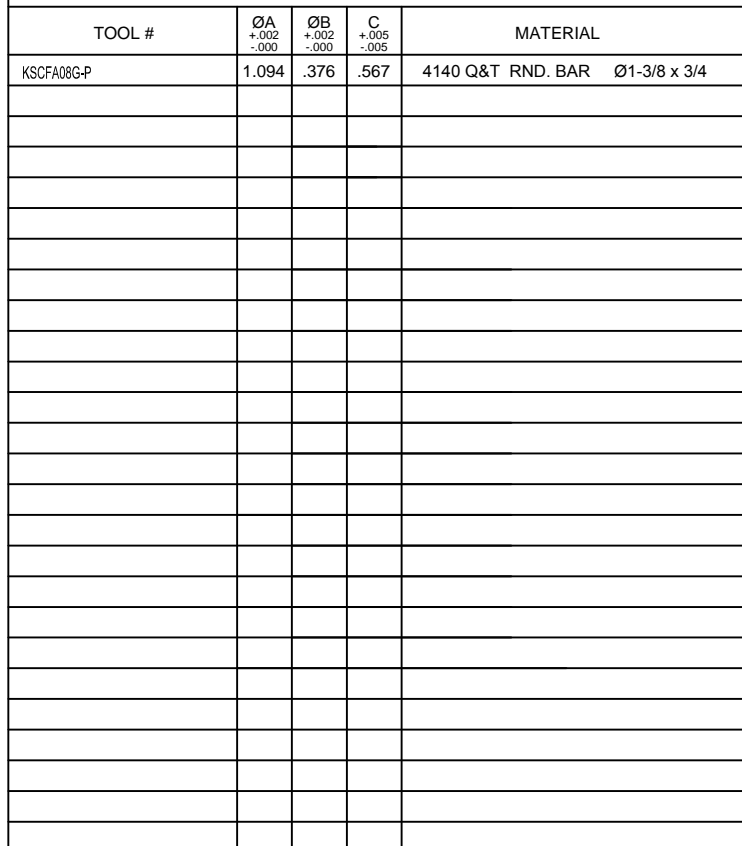 TOOL # ØA +.002 -.000 ØB +.002 -.000 C +.005 -.005 MATERIAL
KSCFA08G-P 1.094 .376 .567 4140 Q&T RND. BAR Ø1-3/8 x 3/4